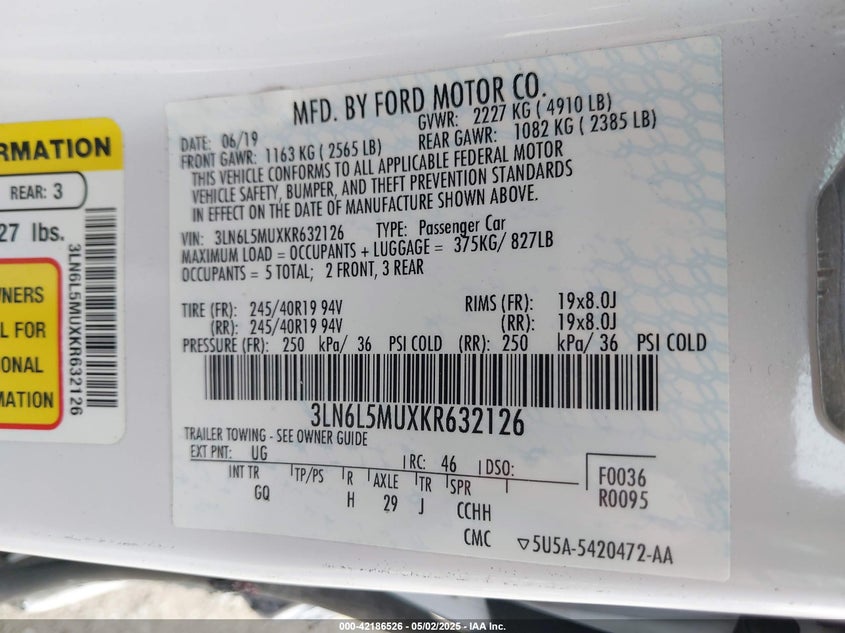 RMATION
REAR: 3
27 lbs.
3LN6L5MUXKR632126
WNERS
L FOR
ONAL
MATION
MFD. BY FORD MOTOR CO.
DATE: 06/19
GVWR: 2227 KG ( 4910 LB)
FRONT GAWR: 1163 KG ( 2565 LB)
REAR GAWR: 1082 KG ( 2385 LB)
THIS VEHICLE CONFORMS TO ALL APPLICABLE FEDERAL MOTOR
VEHICLE SAFETY, BUMPER, AND THEFT PREVENTION STANDARDS
IN EFFECT ON THE DATE OF MANUFACTURE SHOWN ABOVE.
VIN: 3LN6L5MUXKR632126 TYPE: Passenger Car
MAXIMUM LOAD = OCCUPANTS + LUGGAGE = 375KG/ 827LB
OCCUPANTS = 5 TOTAL; 2 FRONT, 3 REAR
TIRE (FR): 245/40R19 94V RIMS (FR): 19x8.0J
(RR): 245/40R19 94V (RR): 19x8.0J
PRESSURE (FR): 250 kPa/ 36 PSI COLD (RR): 250 kPa/ 36 PSI COLD
3LN6L5MUXKR632126
TRAILER TOWING - SEE OWNER GUIDE
EXT PNT: UG RC: 46 DSO:
INT TR TP/PS R AXLE TR SPR
GQ H 29 J CCHH
F0036
R0095
CMC ▽5U5A-5420472-AA
000-42186526 - 05/02/2025 - IAA Inc.